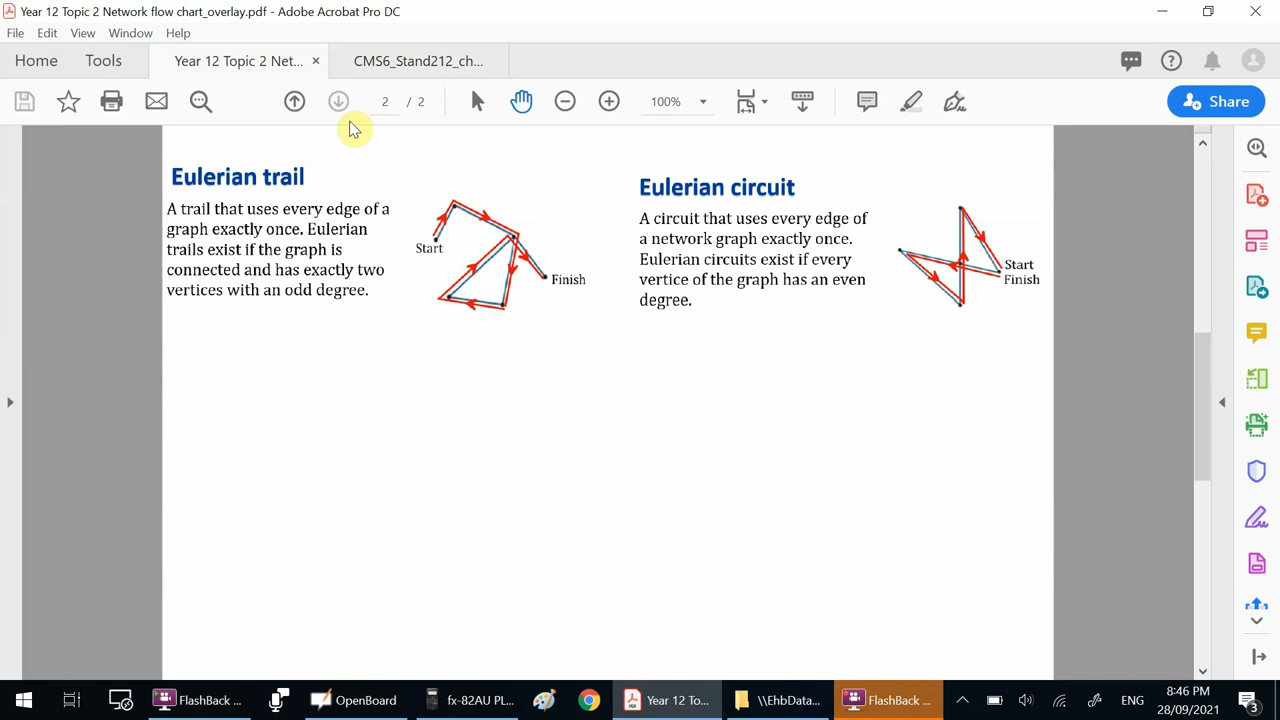 Year 12 Topic 2 Network flow chart_overlay.pdf - Adobe Acrobat Pro DC
File Edit View Window Help
Home Tools Year 12 Topic 2 Net... × CMS6_Stand212_ch...
2 / 2 100% Share
Eulerian trail
A trail that uses every edge of a
graph exactly once. Eulerian
trails exist if the graph is
connected and has exactly two
vertices with an odd degree.
Start
Finish
Eulerian circuit
A circuit that uses every edge of
a network graph exactly once.
Eulerian circuits exist if every
vertice of the graph has an even
degree.
Start
Finish
FlashBack ... OpenBoard fx-82AU PL... Year 12 To... \\EhbData... FlashBack ... ENG
8:46 PM
28/09/2021
3